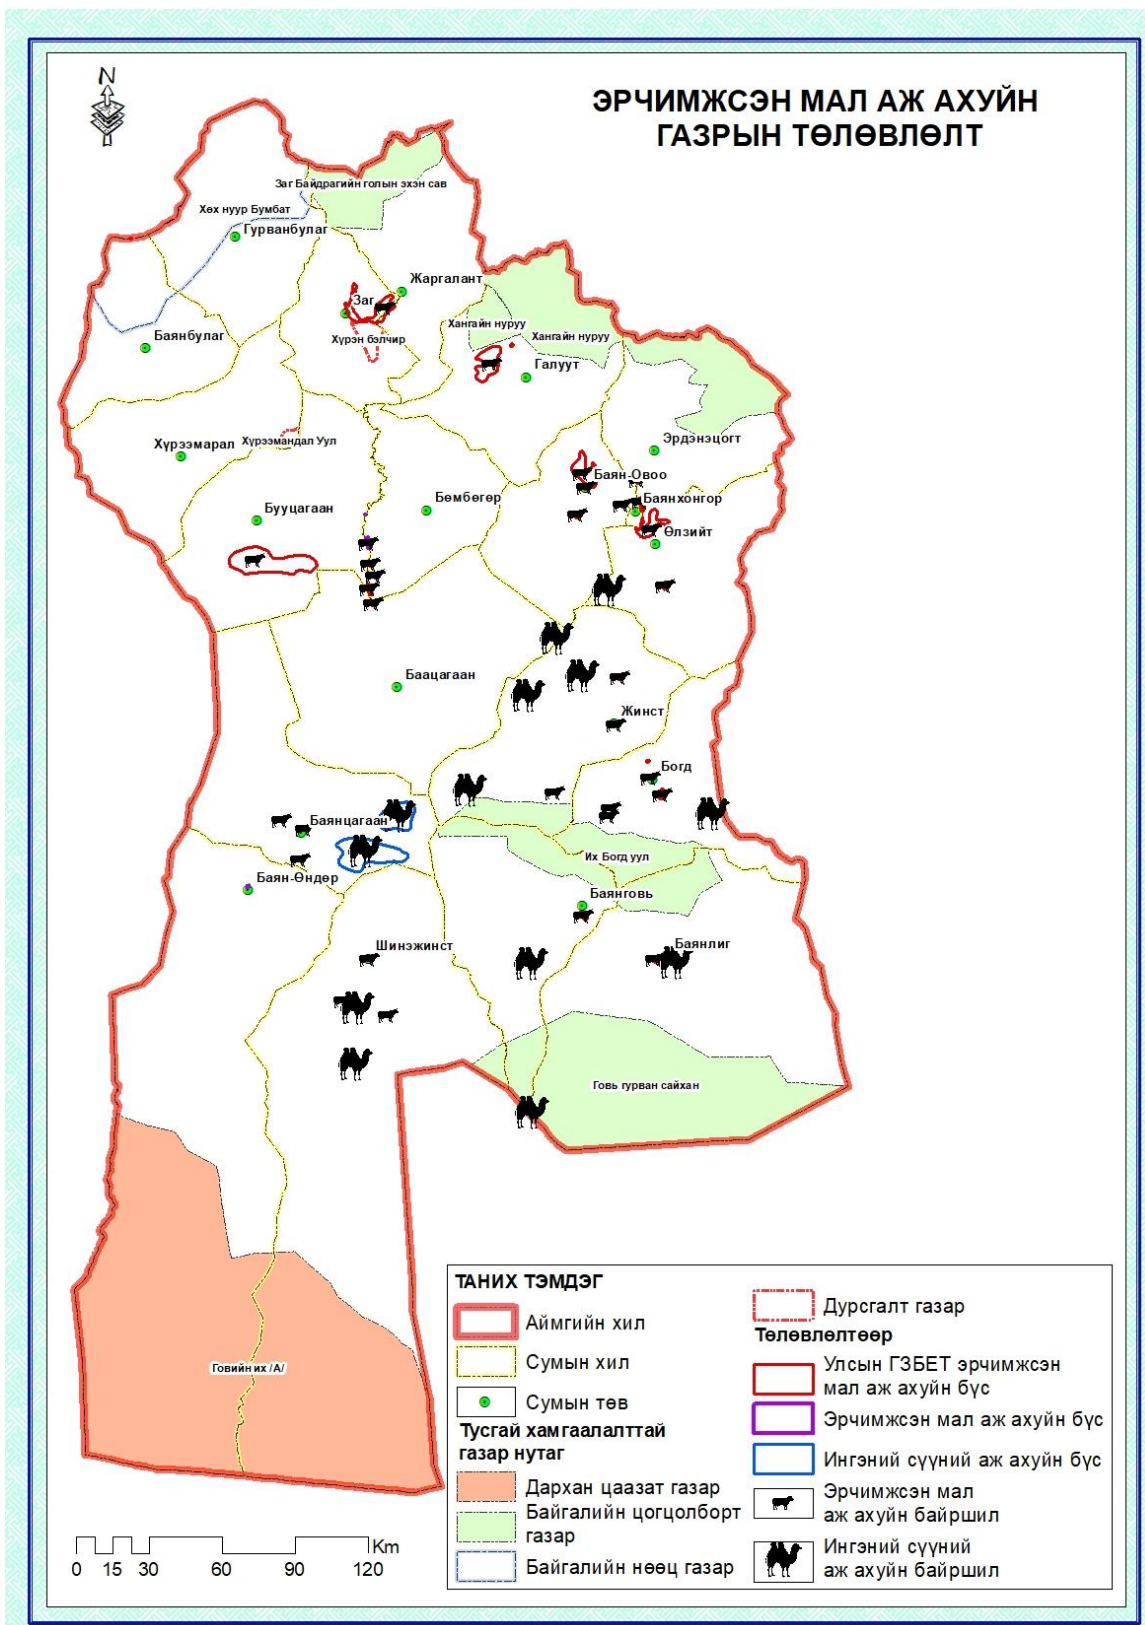 N
ЭРЧИМЖСЭН МАЛ АЖ АХУЙН
ГАЗРЫН ТӨЛӨВЛӨЛТ
Заг Байдрагийн голын эхэн сав
Хөх нуур Бумбат
Гурванбулаг
Жаргалант
Заг
Хангайн нуруу
Хангайн нуруу
Баянбулаг
Хүрэн бэлчир
Галуут
Хүрээмарал
Хүрээмандал Уул
Эрдэнэцогт
Баян-Овоо
Бууцагаан
Бөмбөгөр
Баянхонгор
Өлзийт
Баацагаан
Жинст
Богд
Баянцагаан
Их Богд уул
Баян-Өндөр
Баянговь
Шинэжинст
Баянлиг
Говь гурван сайхан
Говийн их /А/
ТАНИХ ТЭМДЭГ
Аймгийн хил
Сумын хил
Сумын төв
Тусгай хамгаалалттай
газар нутаг
Дархан цаазат газар
Байгалийн цогцолборт
газар
Байгалийн нөөц газар
Дурсгалт газар
Төлөвлөлтөөр
Улсын ГЗБЕТ эрчимжсэн
мал аж ахуйн бүс
Эрчимжсэн мал аж ахуйн бүс
Ингэний сүүний аж ахуйн бүс
Эрчимжсэн мал
аж ахуйн байршил
Ингэний сүүний
аж ахуйн байршил
Km
0 15 30 60 90 120